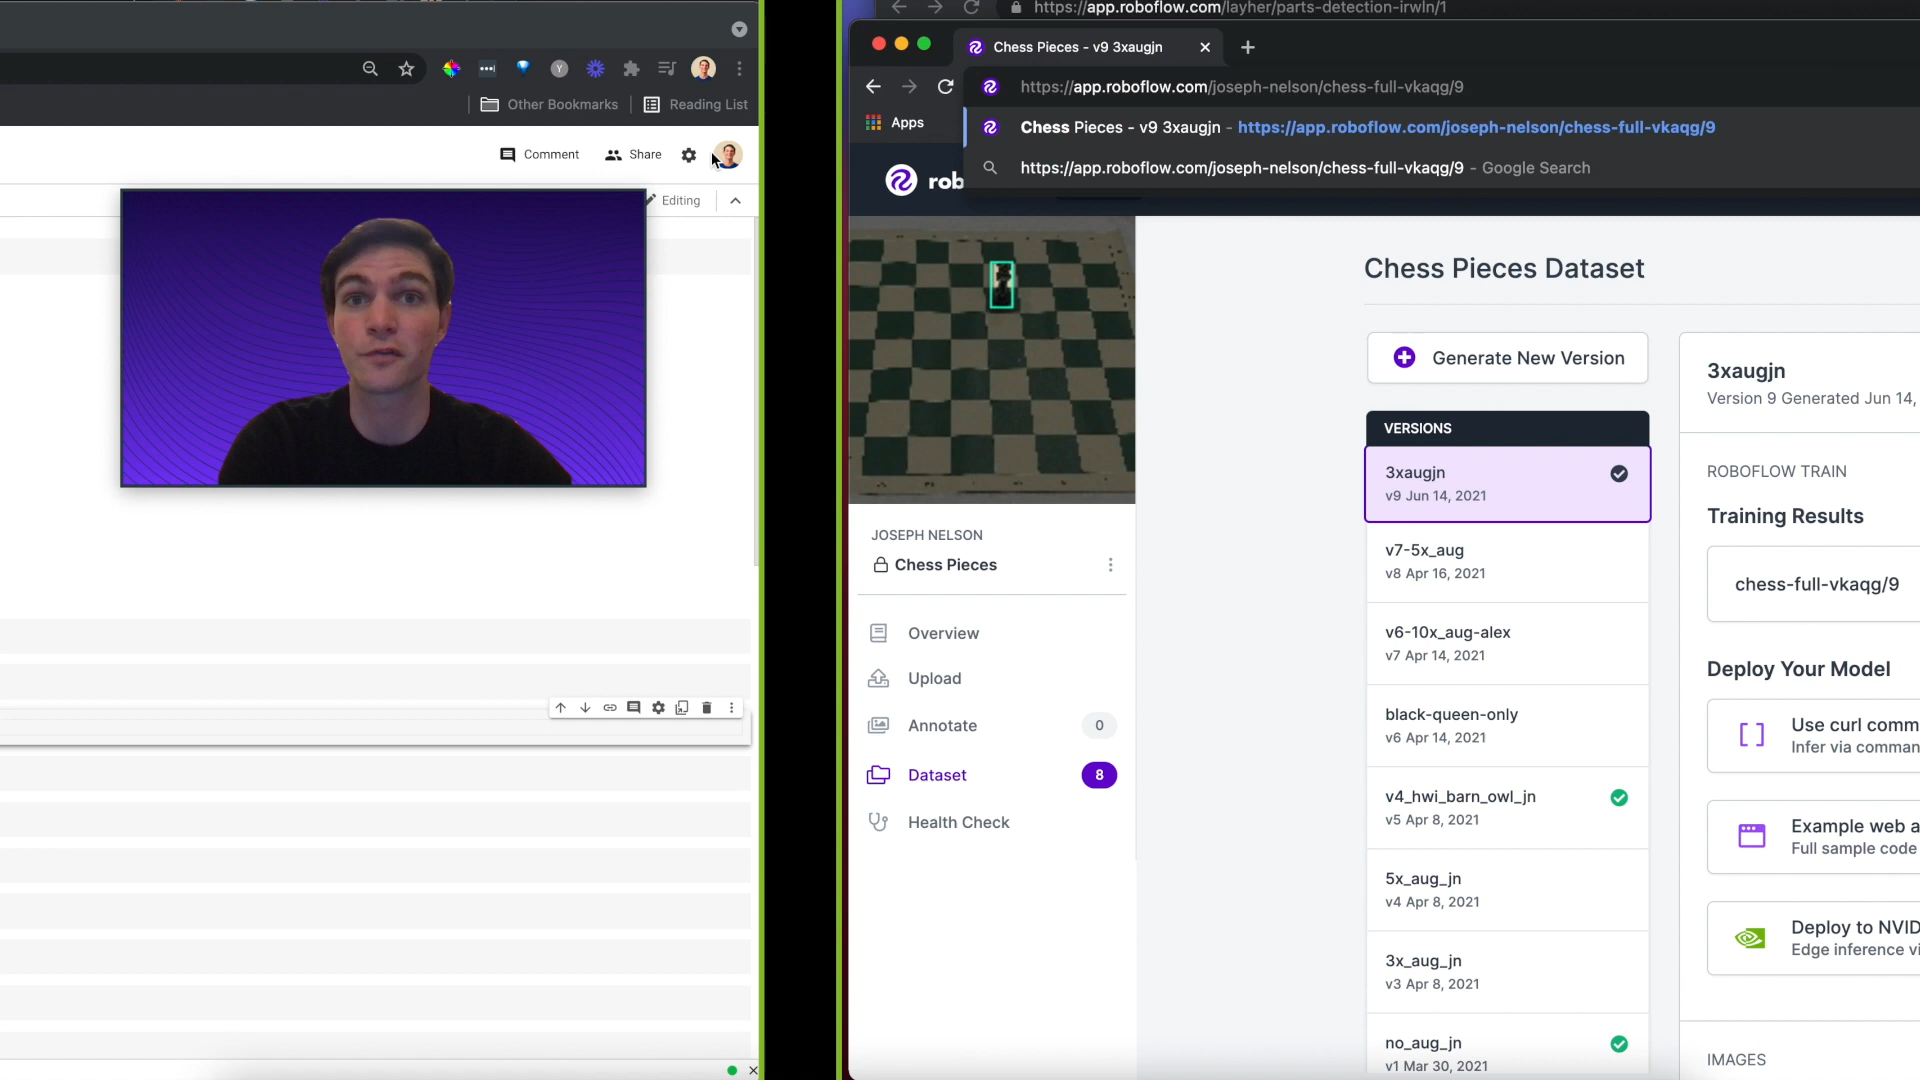 Other Bookmarks
Reading List
Comment
Share
Editing
https://app.roboflow.com/layher/parts-detection-irwln/1
Chess Pieces - v9 3xaugjn
https://app.roboflow.com/joseph-nelson/chess-full-vkaqg/9
Apps
Chess Pieces - v9 3xaugjn - https://app.roboflow.com/joseph-nelson/chess-full-vkaqg/9
https://app.roboflow.com/joseph-nelson/chess-full-vkaqg/9 - Google Search
rob
JOSEPH NELSON
Chess Pieces
Overview
Upload
Annotate 0
Dataset 8
Health Check
Chess Pieces Dataset
Generate New Version
VERSIONS
3xaugjn
v9 Jun 14, 2021
v7-5x_aug
v8 Apr 16, 2021
v6-10x_aug-alex
v7 Apr 14, 2021
black-queen-only
v6 Apr 14, 2021
v4_hwi_barn_owl_jn
v5 Apr 8, 2021
5x_aug_jn
v4 Apr 8, 2021
3x_aug_jn
v3 Apr 8, 2021
no_aug_jn
v1 Mar 30, 2021
3xaugjn
Version 9 Generated Jun 14,
ROBOFLOW TRAIN
Training Results
chess-full-vkaqg/9
Deploy Your Model
Use curl comm
Infer via comman
Example web a
Full sample code
Deploy to NVID
Edge inference vi
IMAGES